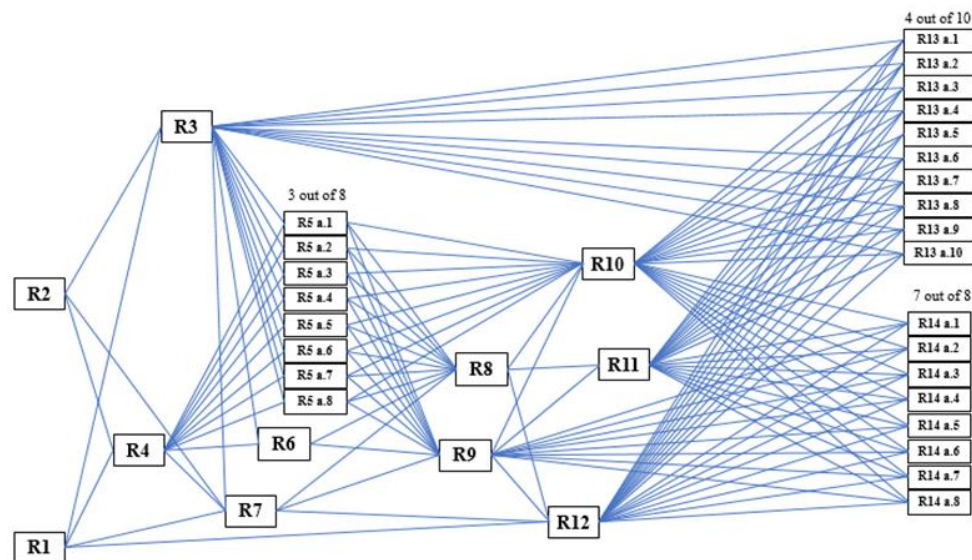 4 out of 10
R13 a.1
R13 a.2
R13 a.3
R13 a.4
R13 a.5
R13 a.6
R13 a.7
R13 a.8
R13 a.9
R13 a.10
R3
3 out of 8
R5 a.1
R5 a.2
R5 a.3
R5 a.4
R5 a.5
R5 a.6
R5 a.7
R5 a.8
R10
R2
7 out of 8
R14 a.1
R14 a.2
R14 a.3
R14 a.4
R14 a.5
R14 a.6
R14 a.7
R14 a.8
R8
R11
R4
R6
R9
R7
R12
R1